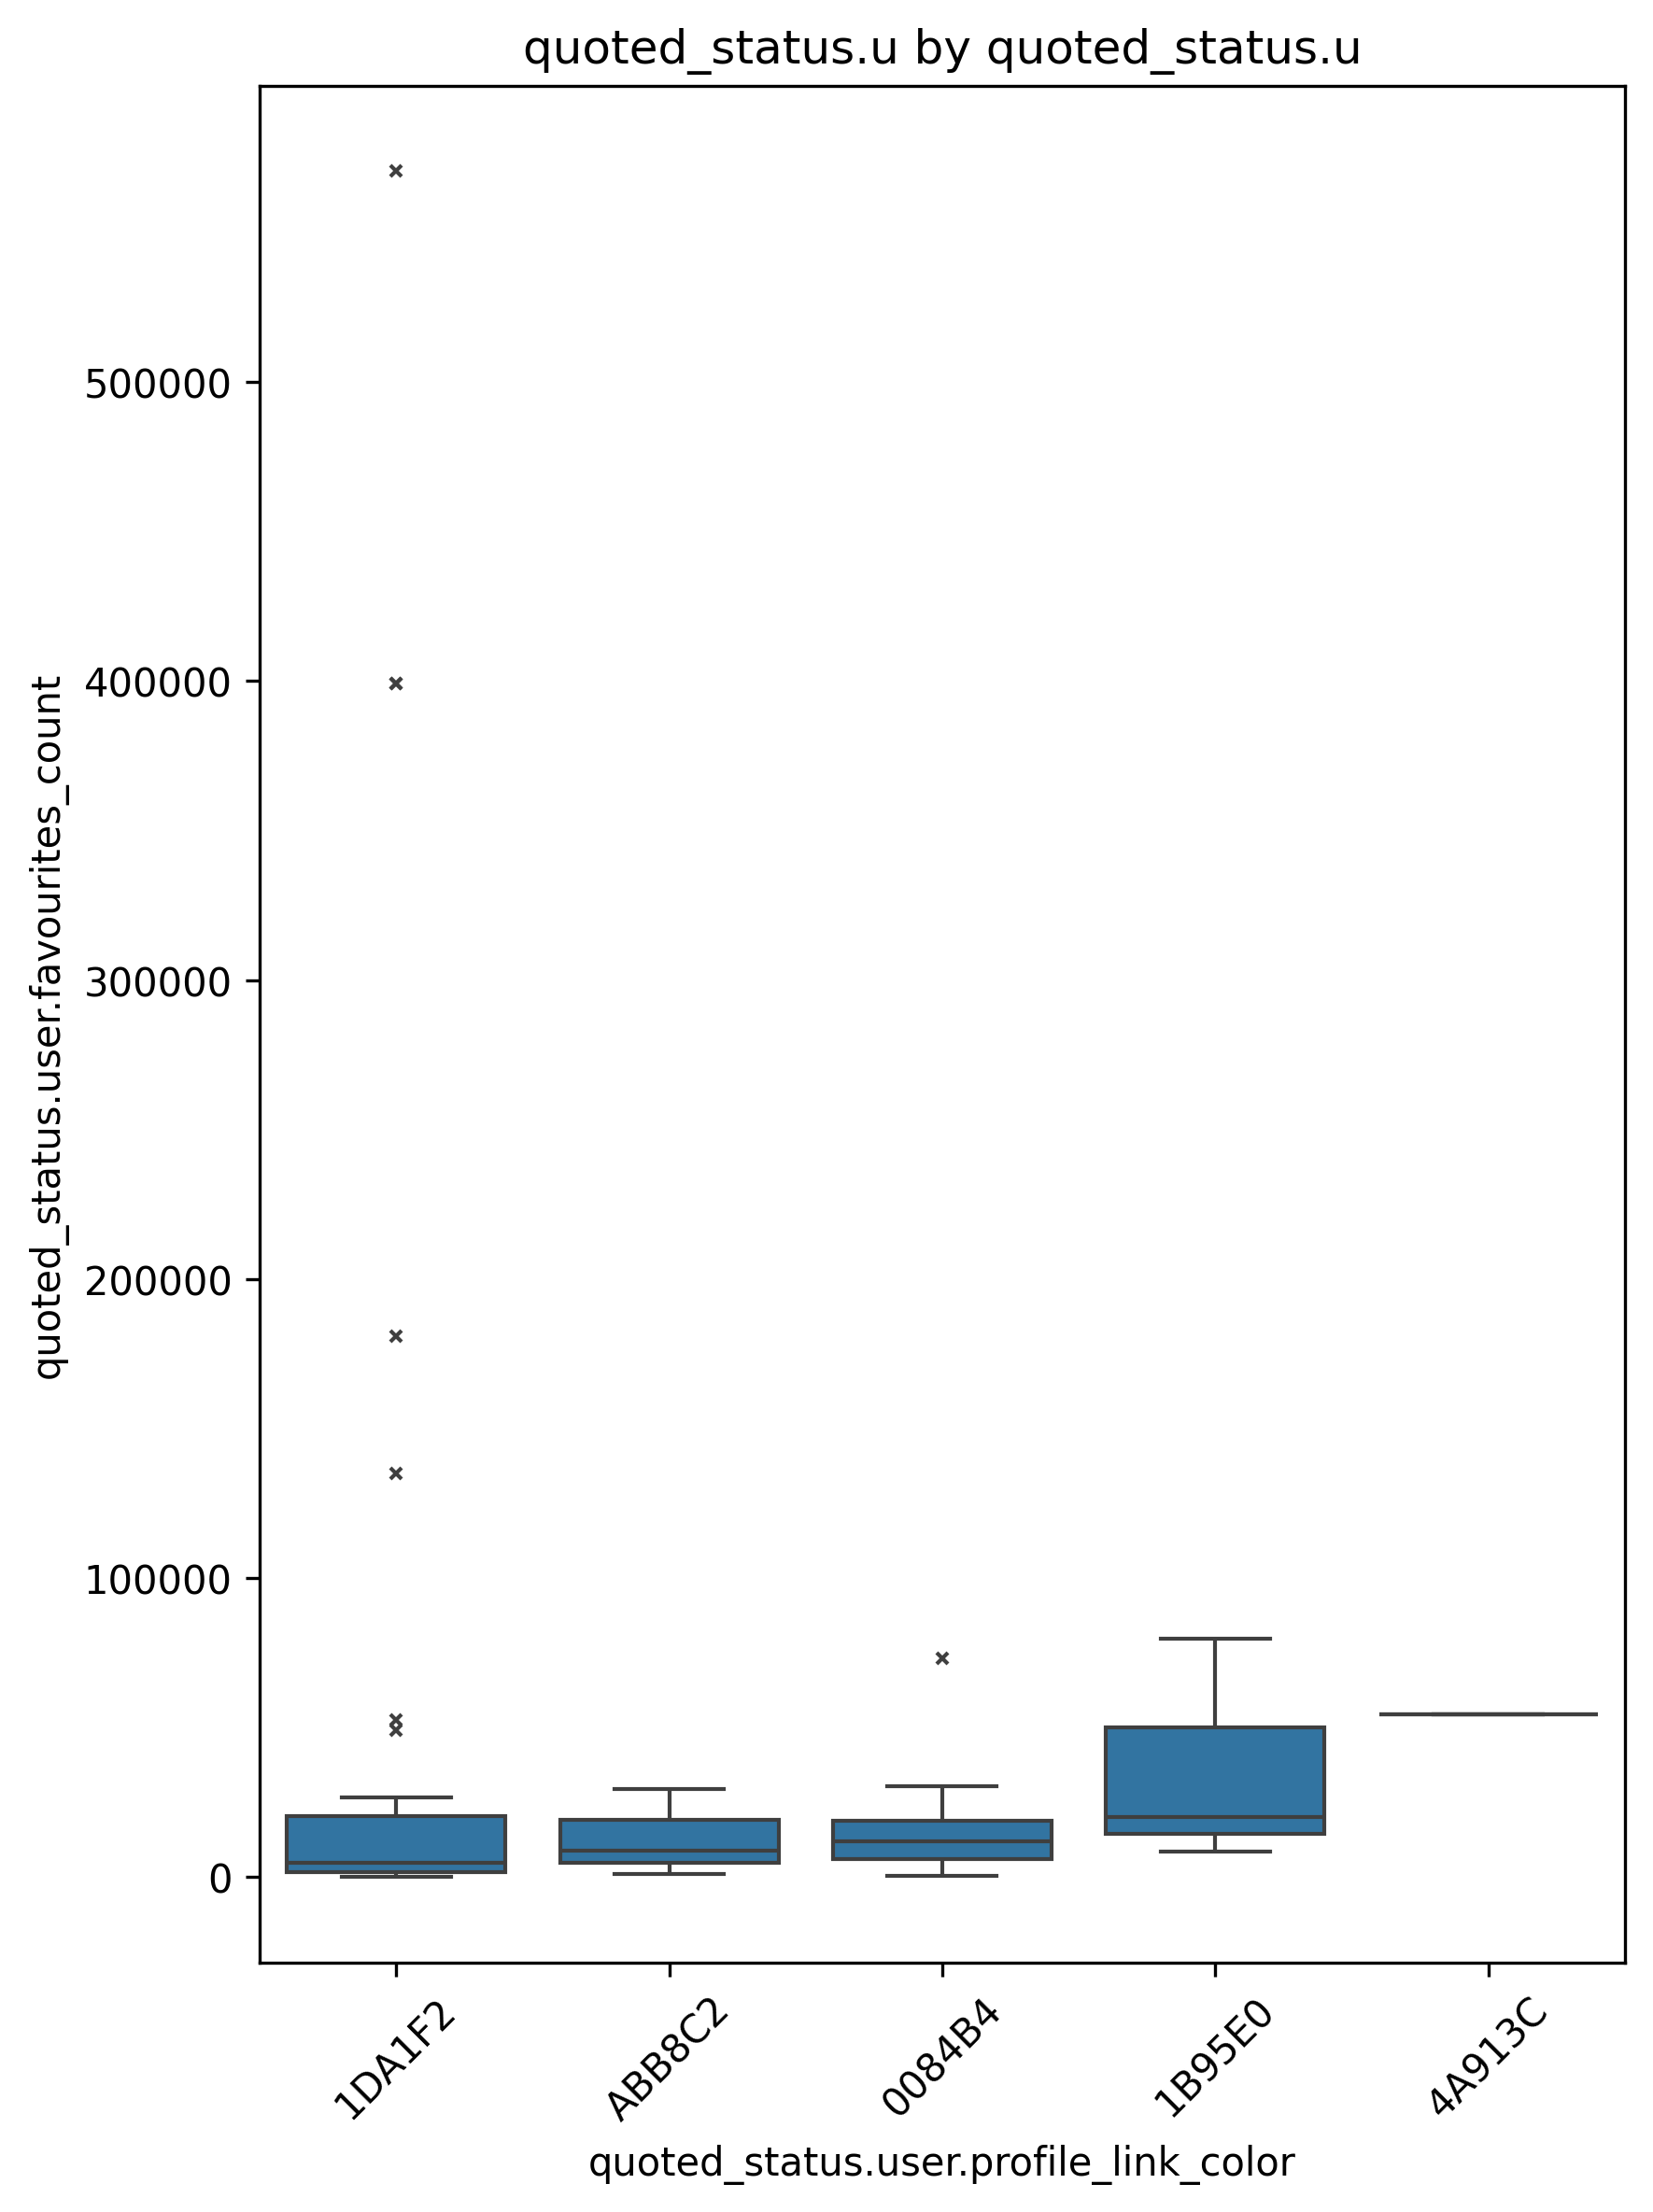 quoted_status.u by quoted_status.u
quoted_status.user.favourites_count
500000
400000
300000
200000
100000
0
1DA1F2
ABB8C2
0084B4
1B95E0
4A913C
quoted_status.user.profile_link_color